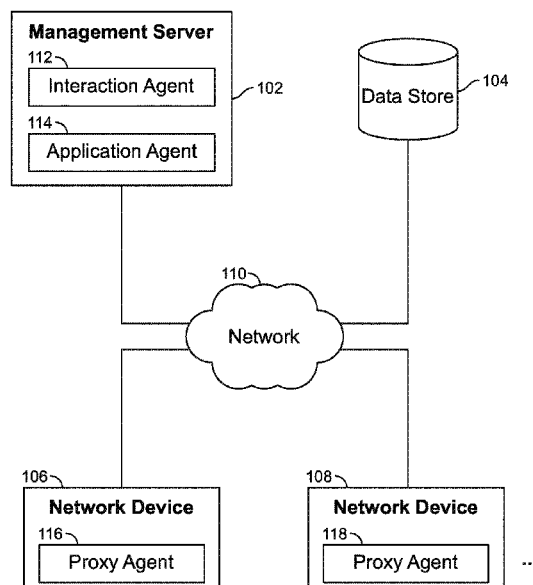 Management Server
112
Interaction Agent
102
114
Application Agent
Data Store
104
110
Network
106
Network Device
116
Proxy Agent
108
Network Device
118
Proxy Agent
..